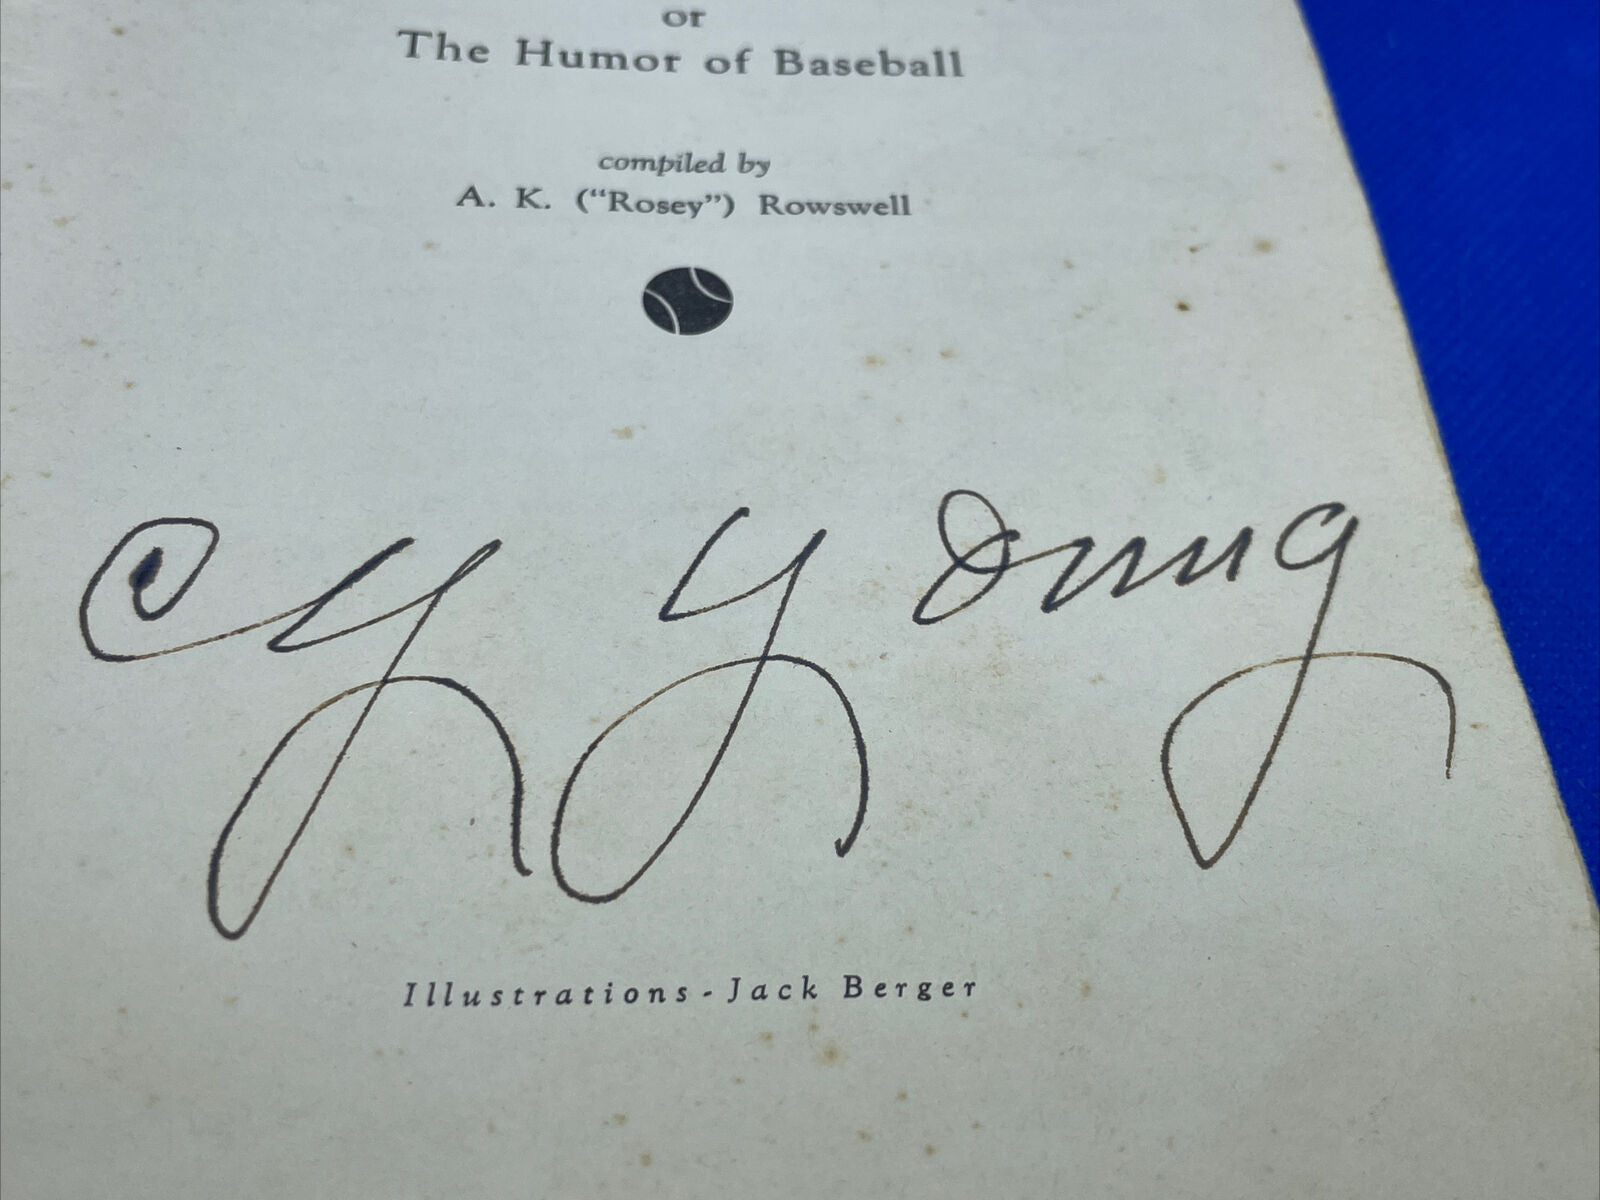 or
The Humor of Baseball
compiled by
A. K. (“Rosey”) Rowswell
Cy Young
Illustrations - Jack Berger